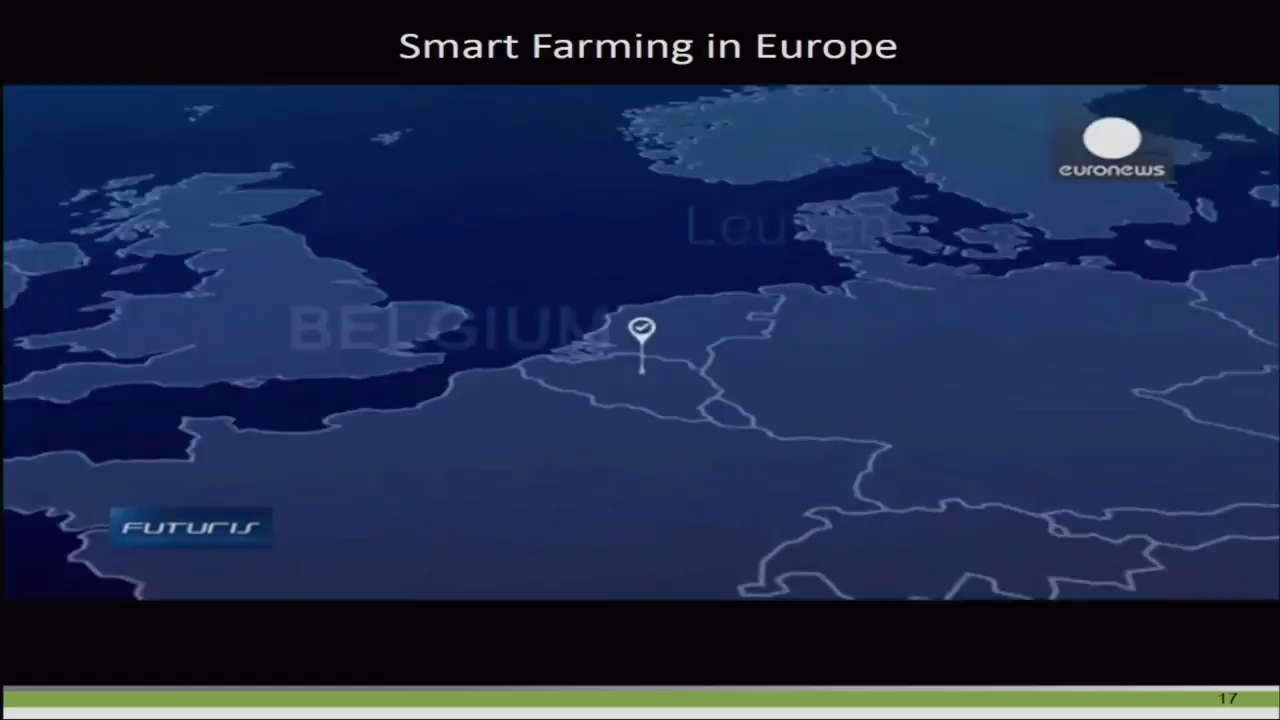 Smart Farming in Europe
euronews
Leuven
BELGIUM
FUTURIS
17